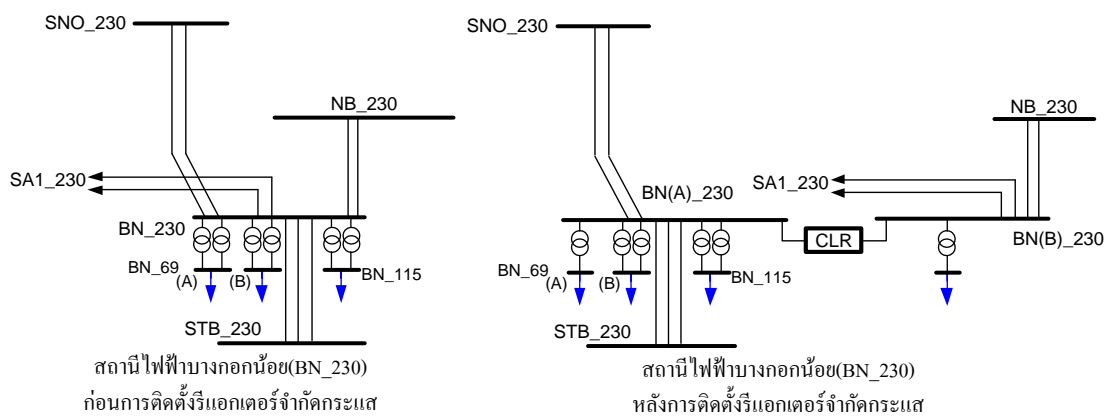 SNO_230
NB_230
SA1_230
BN_230
BN_69
(A)
(B)
BN_115
STB_230
สถานีไฟฟ้าบางกอกน้อย(BN_230)
ก่อนการติดตั้งรีแอกเตอร์จำกัดกระแส
SNO_230
NB_230
SA1_230
BN(A)_230
CLR
BN(B)_230
BN_69
(A)
(B)
BN_115
STB_230
สถานีไฟฟ้าบางกอกน้อย(BN_230)
หลังการติดตั้งรีแอกเตอร์จำกัดกระแส